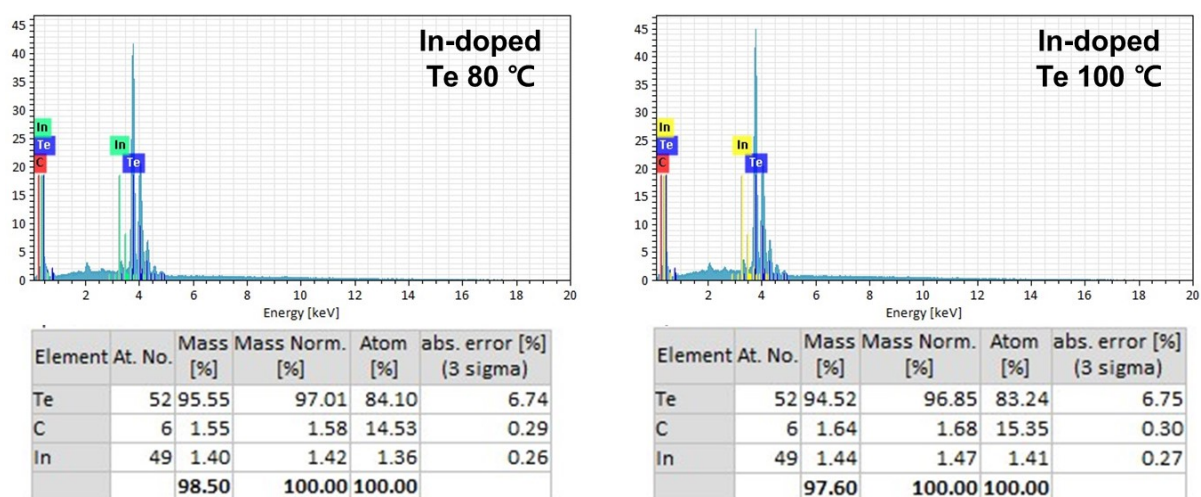 In-doped
Te 80 ℃
45
40
35
30
25
20
15
10
5
0
In
Te
C
In
Te
2 4 6 8 10 12 14 16 18 20
Energy [keV]
Element At. No. Mass [%] Mass Norm. [%] Atom [%] abs. error [%] (3 sigma)
Te 52 95.55 97.01 84.10 6.74
C 6 1.55 1.58 14.53 0.29
In 49 1.40 1.42 1.36 0.26
98.50 100.00 100.00
In-doped
Te 100 ℃
45
40
35
30
25
20
15
10
5
0
In
Te
C
In
Te
2 4 6 8 10 12 14 16 18 20
Energy [keV]
Element At. No. Mass [%] Mass Norm. [%] Atom [%] abs. error [%] (3 sigma)
Te 52 94.52 96.85 83.24 6.75
C 6 1.64 1.68 15.35 0.30
In 49 1.44 1.47 1.41 0.27
97.60 100.00 100.00